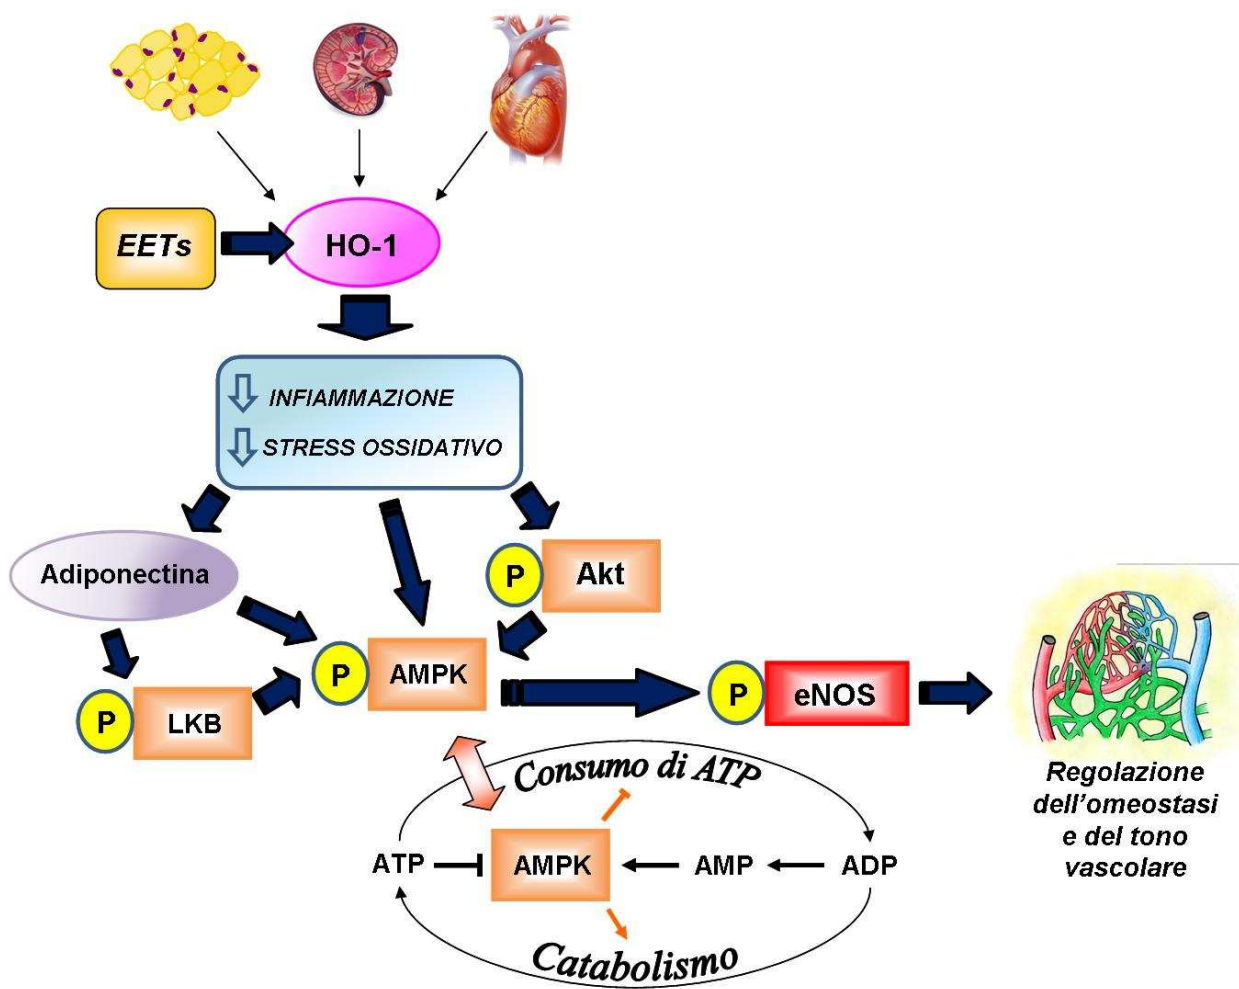 EETs
HO-1
INFIAMMAZIONE
STRESS OSSIDATIVO
Adiponectina
P
Akt
P
AMPK
P
LKB
P
eNOS
Regolazione
dell'omeostasi
e del tono
vascolare
Consumo di ATP
ATP
AMPK
AMP
ADP
Catabolismo